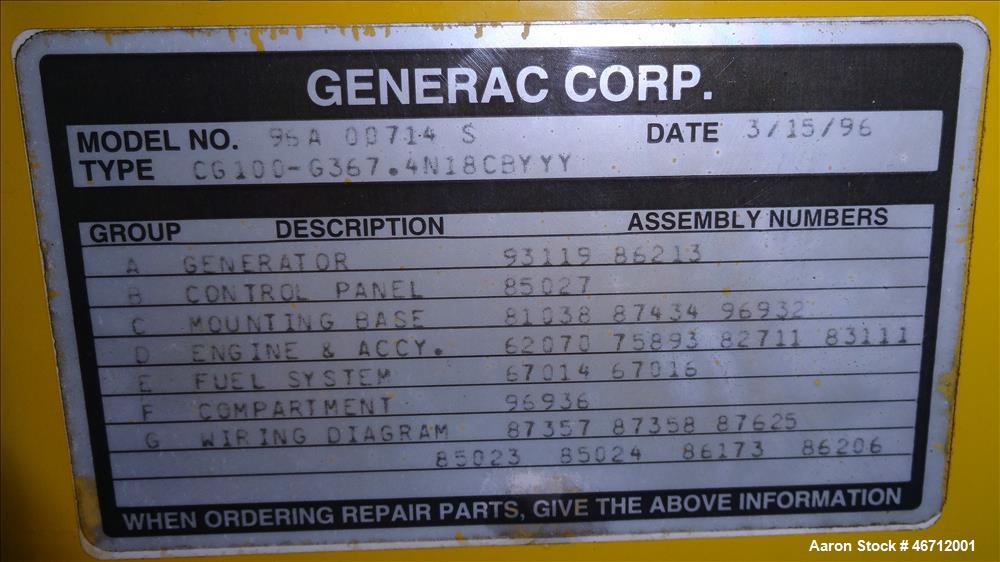 GENERAC CORP.
MODEL NO. 96A 00714 S DATE 3/15/96
TYPE CG100-G367.4N18CBYYY
GROUP DESCRIPTION ASSEMBLY NUMBERS
A GENERATOR 93119 86213
B CONTROL PANEL 85027
C MOUNTING BASE 81038 87434 96932
D ENGINE & ACCY. 62070 75893 82711 83111
E FUEL SYSTEM 67014 67016
F COMPARTMENT 96936
G WIRING DIAGRAM 87357 87358 87625
85023 85024 86173 86206
WHEN ORDERING REPAIR PARTS, GIVE THE ABOVE INFORMATION
Aaron Stock # 46712001